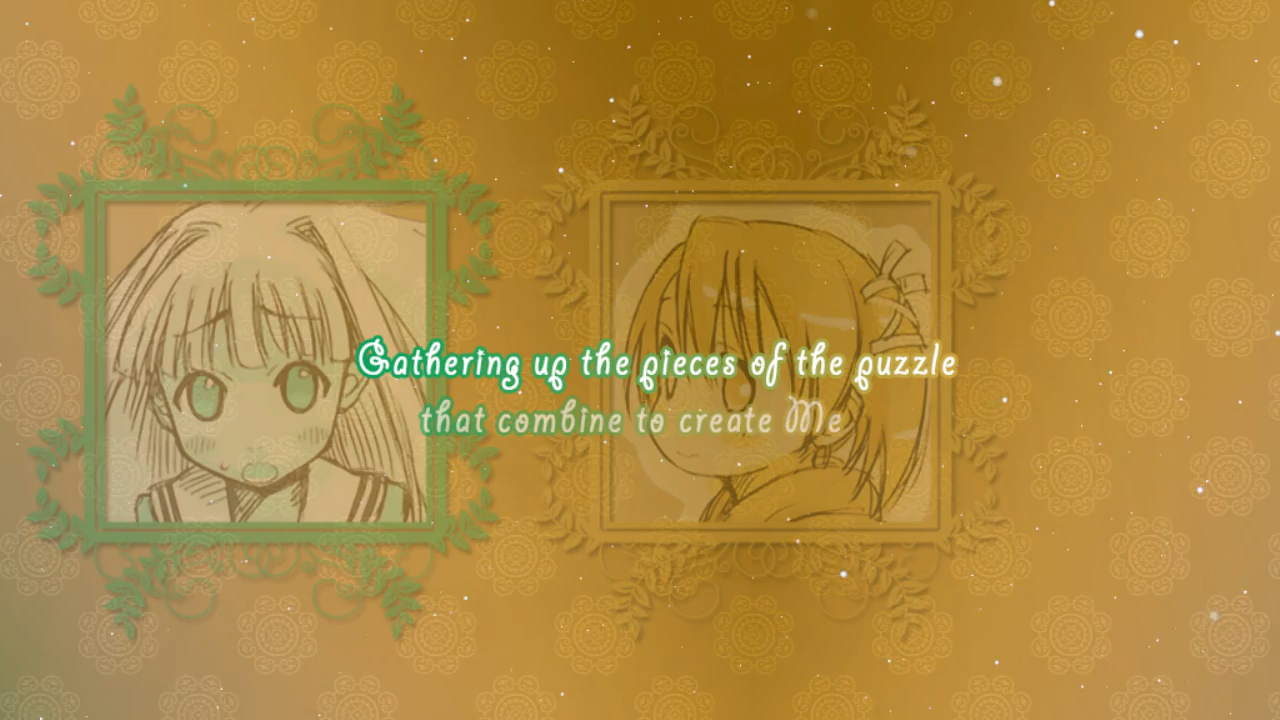 Gathering up the pieces of the puzzle
that combine to create Me